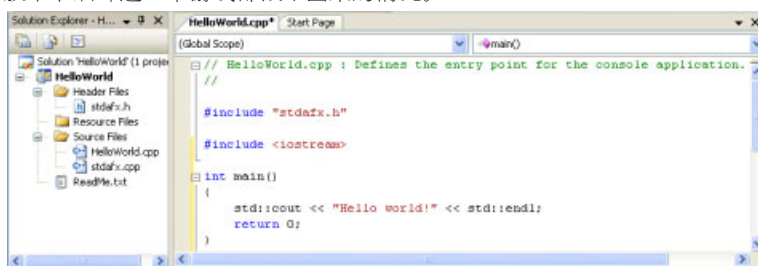 Solution Explorer - H...
Solution 'HelloWorld' (1 proje
HelloWorld
Header Files
stdafx.h
Resource Files
Source Files
HelloWorld.cpp
stdafx.cpp
ReadMe.txt
HelloWorld.cpp* Start Page
(Global Scope) main()
// HelloWorld.cpp : Defines the entry point for the console application.
//
#include "stdafx.h"
#include <iostream>
int main()
{
std::cout << "Hello world!" << std::endl;
return 0;
}